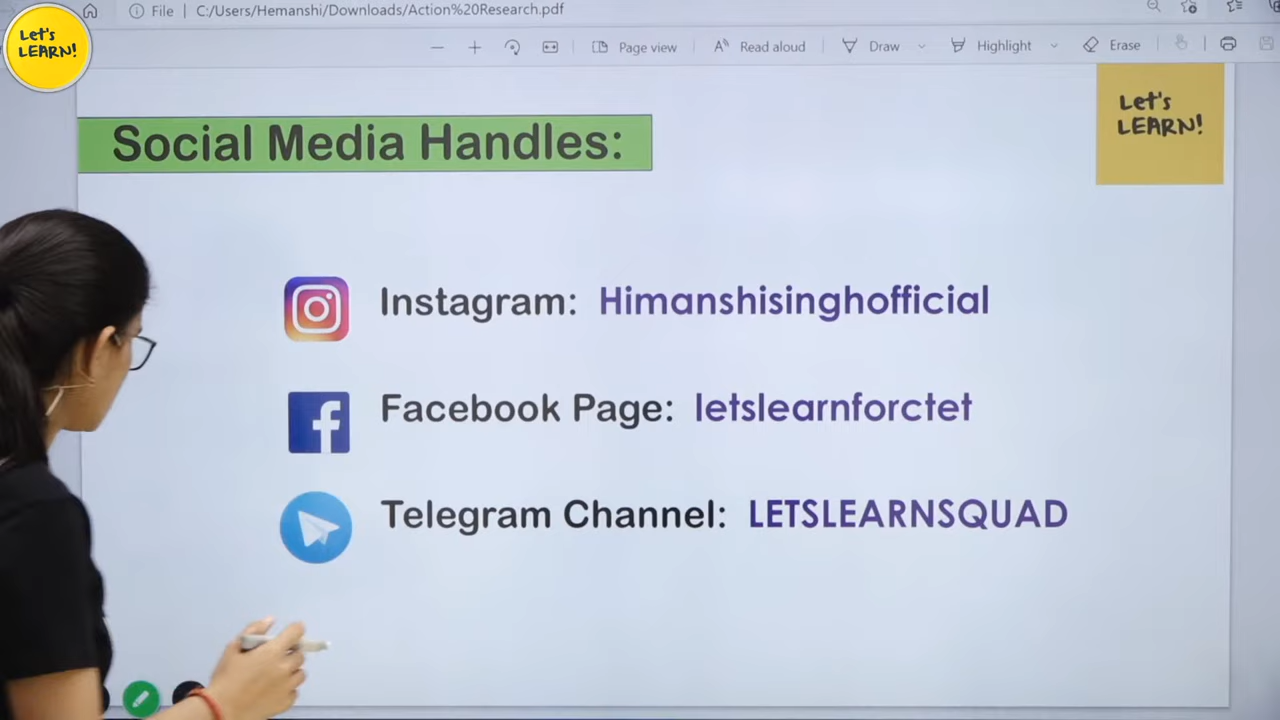 Let's
LEARN!
File | C:/Users/Hemanshi/Downloads/Action%20Research.pdf
Page view
Read aloud
Draw
Highlight
Erase
Let's
LEARN!
Social Media Handles:
Instagram: Himanshisinghofficial
Facebook Page: letslearnforctet
Telegram Channel: LETSLEARNSQUAD